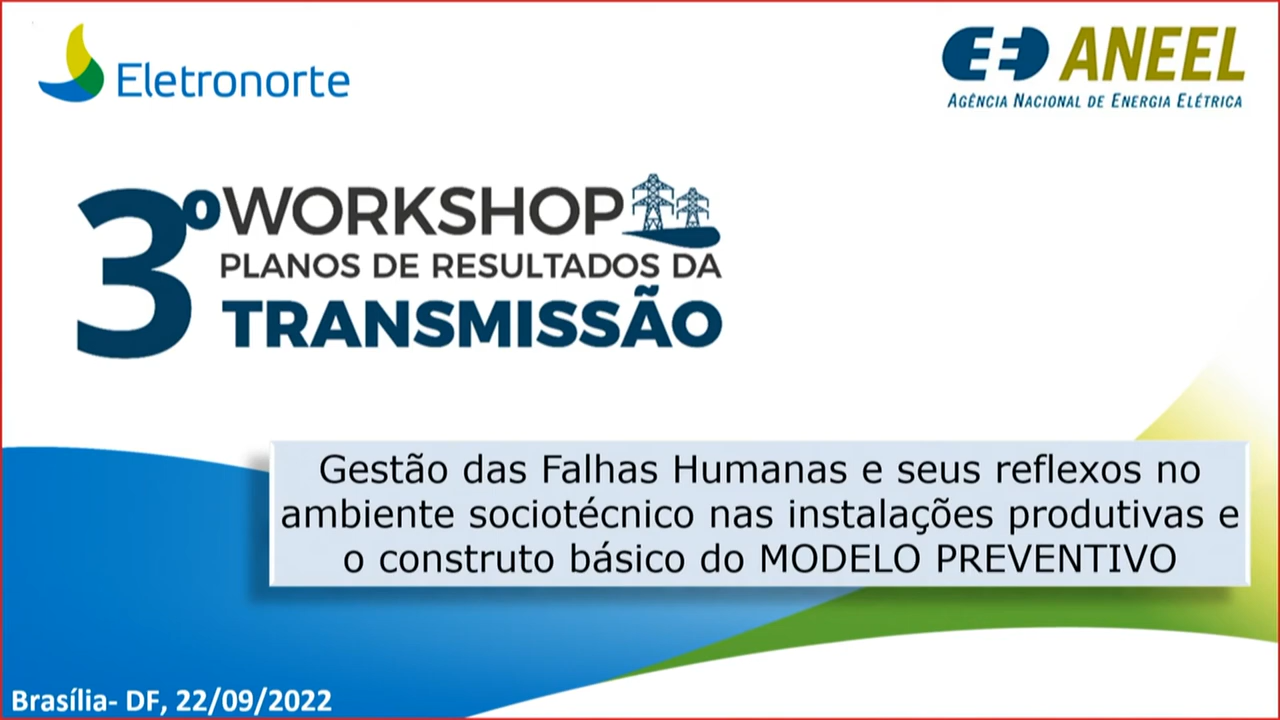 Eletronorte
ANEEL
AGÊNCIA NACIONAL DE ENERGIA ELÉTRICA
3º WORKSHOP
PLANOS DE RESULTADOS DA
TRANSMISSÃO
Gestão das Falhas Humanas e seus reflexos no
ambiente sociotécnico nas instalações produtivas e
o construto básico do MODELO PREVENTIVO
Brasília- DF, 22/09/2022